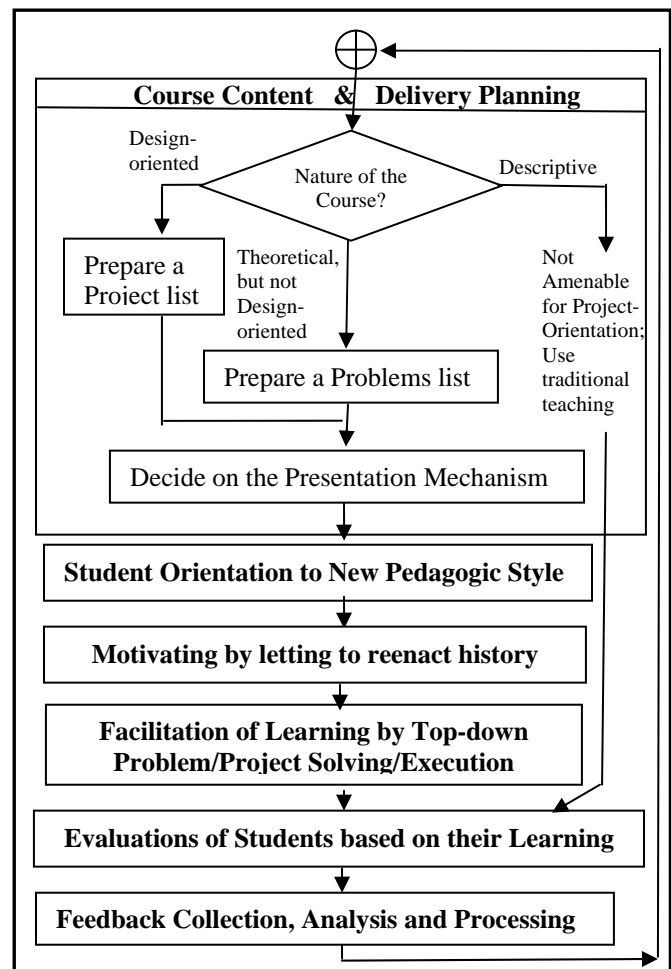 Course Content & Delivery Planning
Design-
oriented
Nature of the
Course?
Descriptive
Prepare a
Project list
Theoretical,
but not
Design-
oriented
Not
Amenable
for Project-
Orientation;
Use
traditional
teaching
Prepare a Problems list
Decide on the Presentation Mechanism
Student Orientation to New Pedagogic Style
Motivating by letting to reenact history
Facilitation of Learning by Top-down
Problem/Project Solving/Execution
Evaluations of Students based on their Learning
Feedback Collection, Analysis and Processing